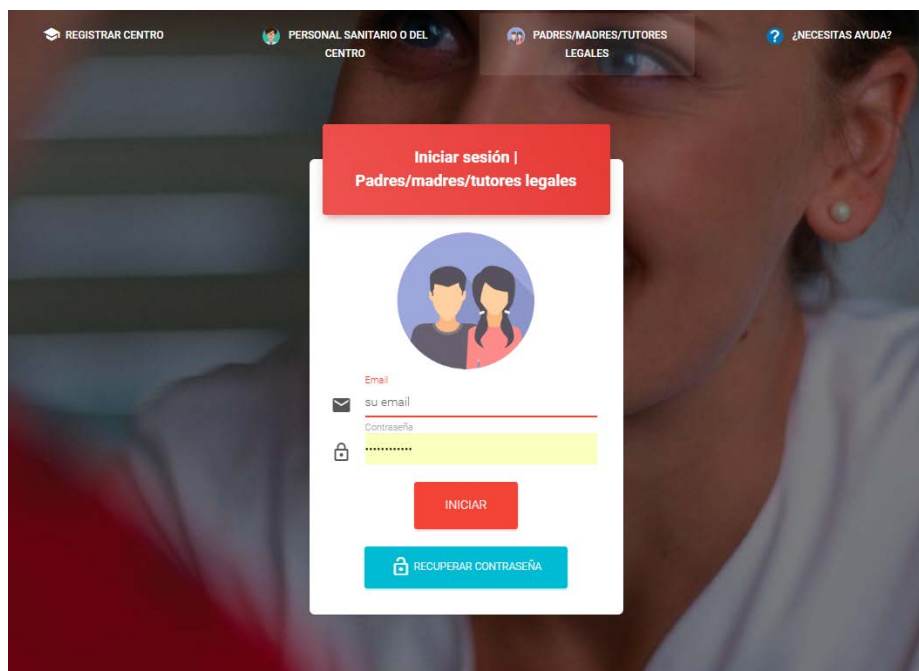 REGISTRAR CENTRO
PERSONAL SANITARIO O DEL
CENTRO
PADRES/MADRES/TUTORES
LEGALES
¿NECESITAS AYUDA?
Iniciar sesión |
Padres/madres/tutores legales
Email
su email
Contraseña
••••••••••••
INICIAR
RECUPERAR CONTRASEÑA